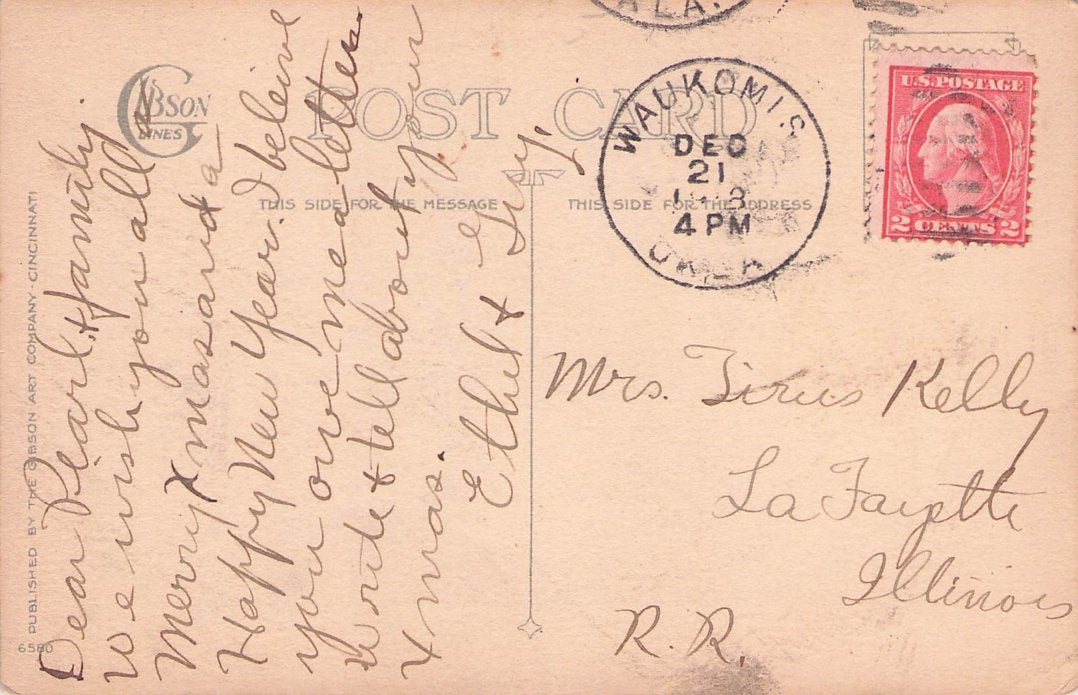 GIBSON
LINES
POST CARD
THIS SIDE FOR THE MESSAGE
THIS SIDE FOR THE ADDRESS
PUBLISHED BY THE GIBSON ART COMPANY · CINCINNATI
6580
Dear Pearl & family
We wish you all a
Merry Xmas and a
Happy New Year. I beleive
you owe me a letter
write & tell about your
Xmas.
Ethel & Guy.
ALA.
WAUKOMIS
DEC
21
4 PM
OKLA
U.S. POSTAGE
2 CENTS 2
Mrs. Tirus Kelly
La Fayette
Illinois
R.R.